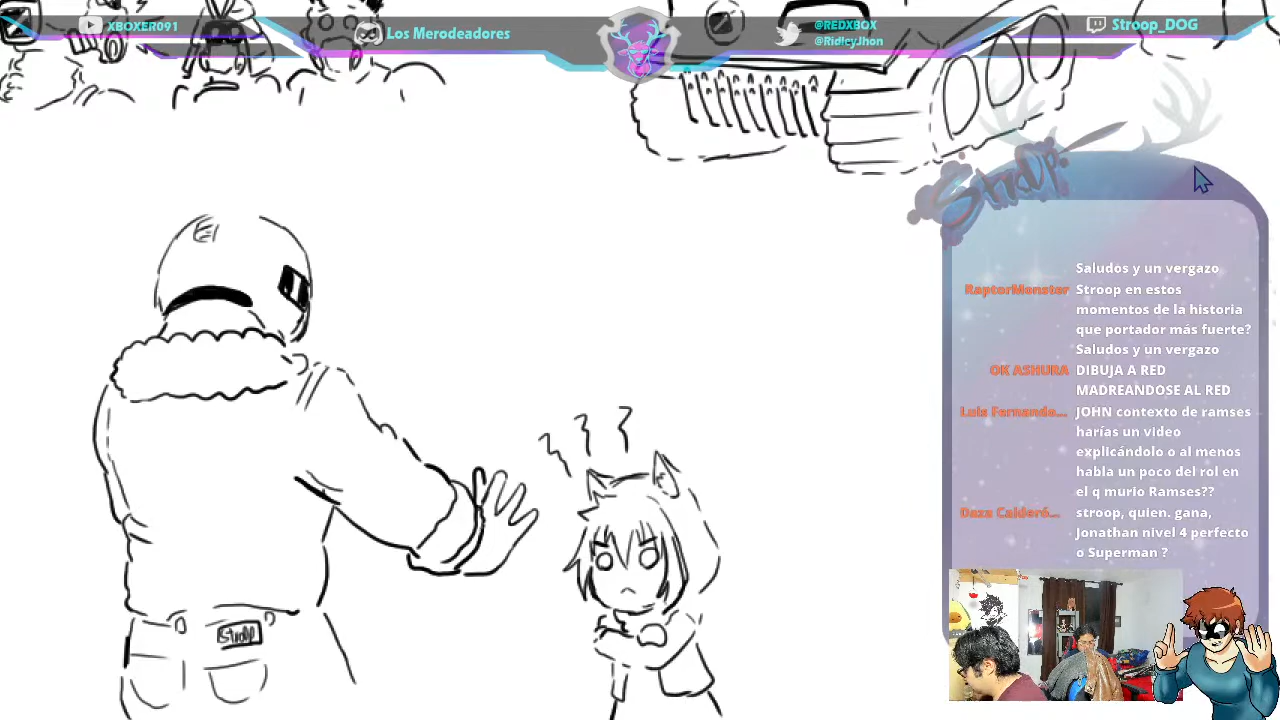 XBOXER091
Los Merodeadores
@REDXBOX
@RidleyJhon
Stroop_DOG
StroUp
Saludos y un vergazo
RaptorMonster Stroop en estos
momentos de la historia
que portador más fuerte?
Saludos y un vergazo
OK ASHURA DIBUJA A RED
MADREANDOSE AL RED
Luis Fernando... JOHN contexto de ramses
harías un video
explicándolo o al menos
habla un poco del rol en
el q murio Ramses??
Daza Calderó... stroop, quien. gana,
Jonathan nivel 4 perfecto
o Superman ?
StroUp